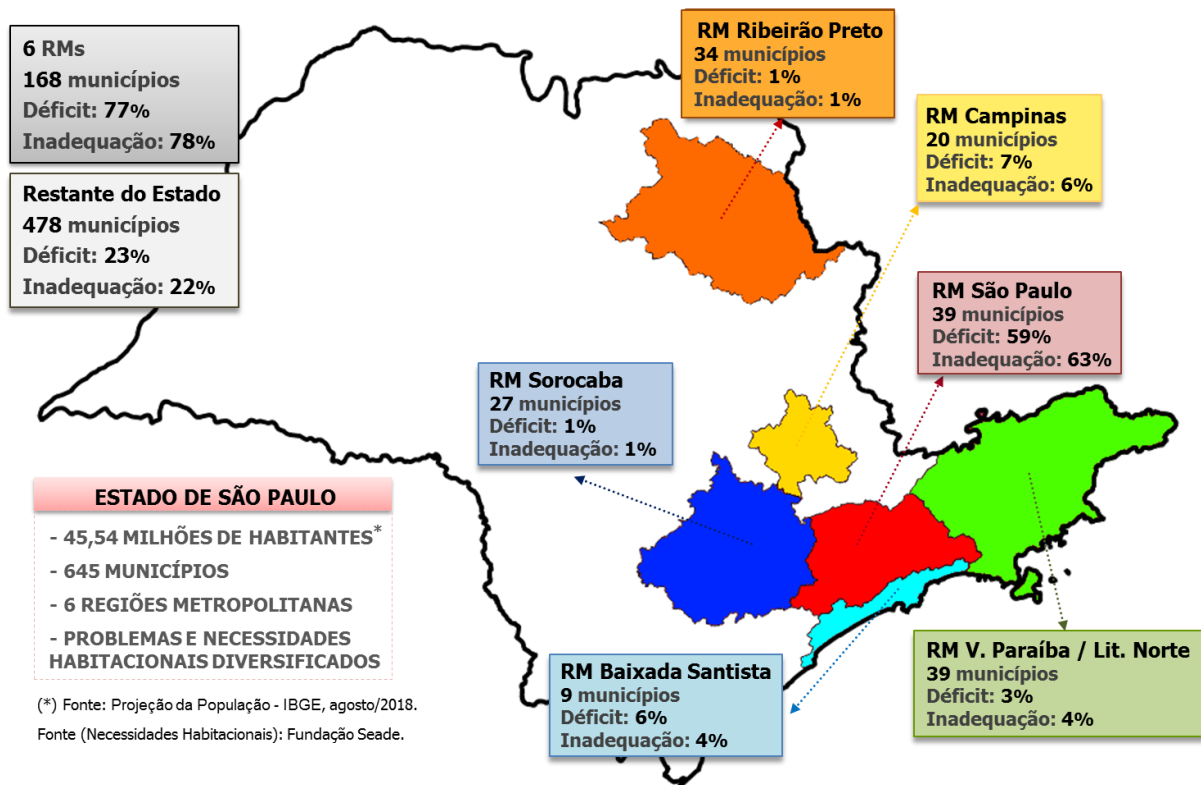 6 RMs
168 municípios
Déficit: 77%
Inadequação: 78%
Restante do Estado
478 municípios
Déficit: 23%
Inadequação: 22%
RM Ribeirão Preto
34 municípios
Déficit: 1%
Inadequação: 1%
RM Campinas
20 municípios
Déficit: 7%
Inadequação: 6%
RM São Paulo
39 municípios
Déficit: 59%
Inadequação: 63%
RM Sorocaba
27 municípios
Déficit: 1%
Inadequação: 1%
ESTADO DE SÃO PAULO
- 45,54 MILHÕES DE HABITANTES*
- 645 MUNICÍPIOS
- 6 REGIÕES METROPOLITANAS
- PROBLEMAS E NECESSIDADES
HABITACIONAIS DIVERSIFICADOS
(*) Fonte: Projeção da População - IBGE, agosto/2018.
Fonte (Necessidades Habitacionais): Fundação Seade.
RM Baixada Santista
9 municípios
Déficit: 6%
Inadequação: 4%
RM V. Paraíba / Lit. Norte
39 municípios
Déficit: 3%
Inadequação: 4%